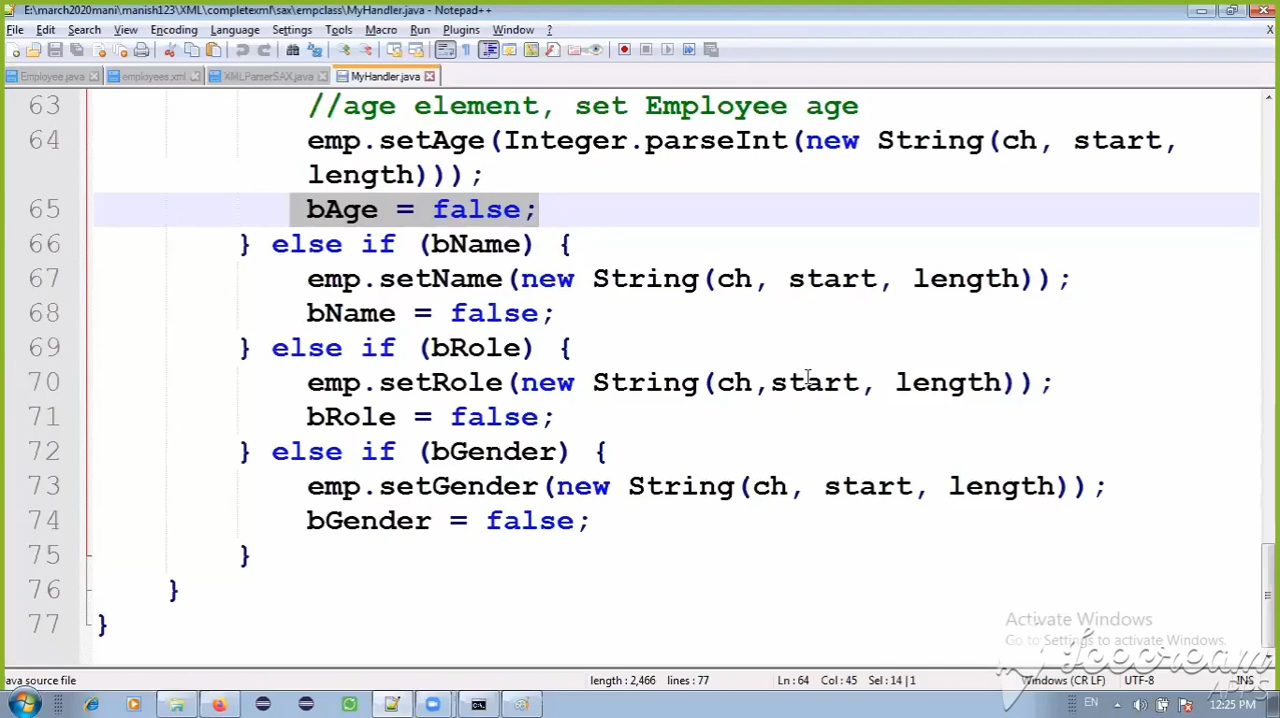 E:\march2020mani\manish123\XML\completexml\sax\empclass\MyHandler.java - Notepad++
File Edit Search View Encoding Language Settings Tools Macro Run Plugins Window ? X
Employee.java employees.xml XMLParserSAX.java MyHandler.java
63 //age element, set Employee age
64 emp.setAge(Integer.parseInt(new String(ch, start,
length)));
65 bAge = false;
66 } else if (bName) {
67 emp.setName(new String(ch, start, length));
68 bName = false;
69 } else if (bRole) {
70 emp.setRole(new String(ch,start, length));
71 bRole = false;
72 } else if (bGender) {
73 emp.setGender(new String(ch, start, length));
74 bGender = false;
75 }
76 }
77 }
Activate Windows
Go to Settings to activate Windows.
Icecream
APPS
ava source file length : 2,466 lines : 77 Ln : 64 Col : 45 Sel : 14 | 1 Windows (CR LF) UTF-8 INS
EN 12:25 PM